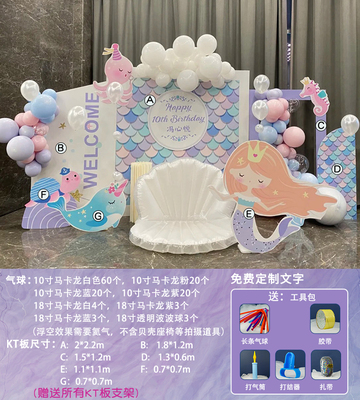 Happy
10th Birthday
冯心悦
WELCOME
A
B
C
D
E
F
G
气球：10寸马卡龙白色60个，10寸马卡龙粉20个
10寸马卡龙蓝20个，10寸马卡龙紫20个
18寸马卡龙白4个，18寸马卡龙紫3个
18寸马卡龙蓝3个，18寸透明波波球3个
（浮空效果需要氦气，不含贝壳座椅等拍摄道具）
KT板尺寸：A：2*2.2m B：1.8*1.2m
C：1.5*1.2m D：1.3*0.6m
E：1.1*1.1m F：0.7*0.7m
G：0.7*0.7m
(赠送所有KT板支架)
免费定制文字
送：工具包
长条气球
胶带
打气筒
打结器
扎带